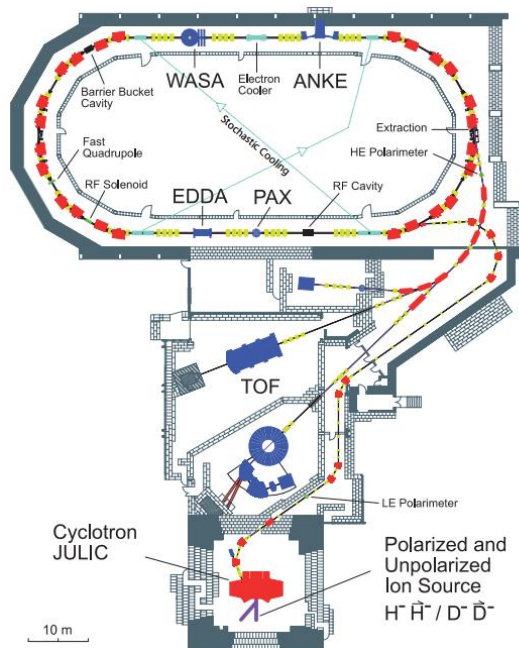 WASA
Electron
Cooler
ANKE
Barrier Bucket
Cavity
Extraction
HE Polarimeter
Stochastic Cooling
Fast
Quadrupole
RF Solenoid
EDDA
PAX
RF Cavity
TOF
LE Polarimeter
Cyclotron
JULIC
Polarized and
Unpolarized
Ion Source
H⁻ H⃗⁻ / D⁻ D⃗⁻
10 m